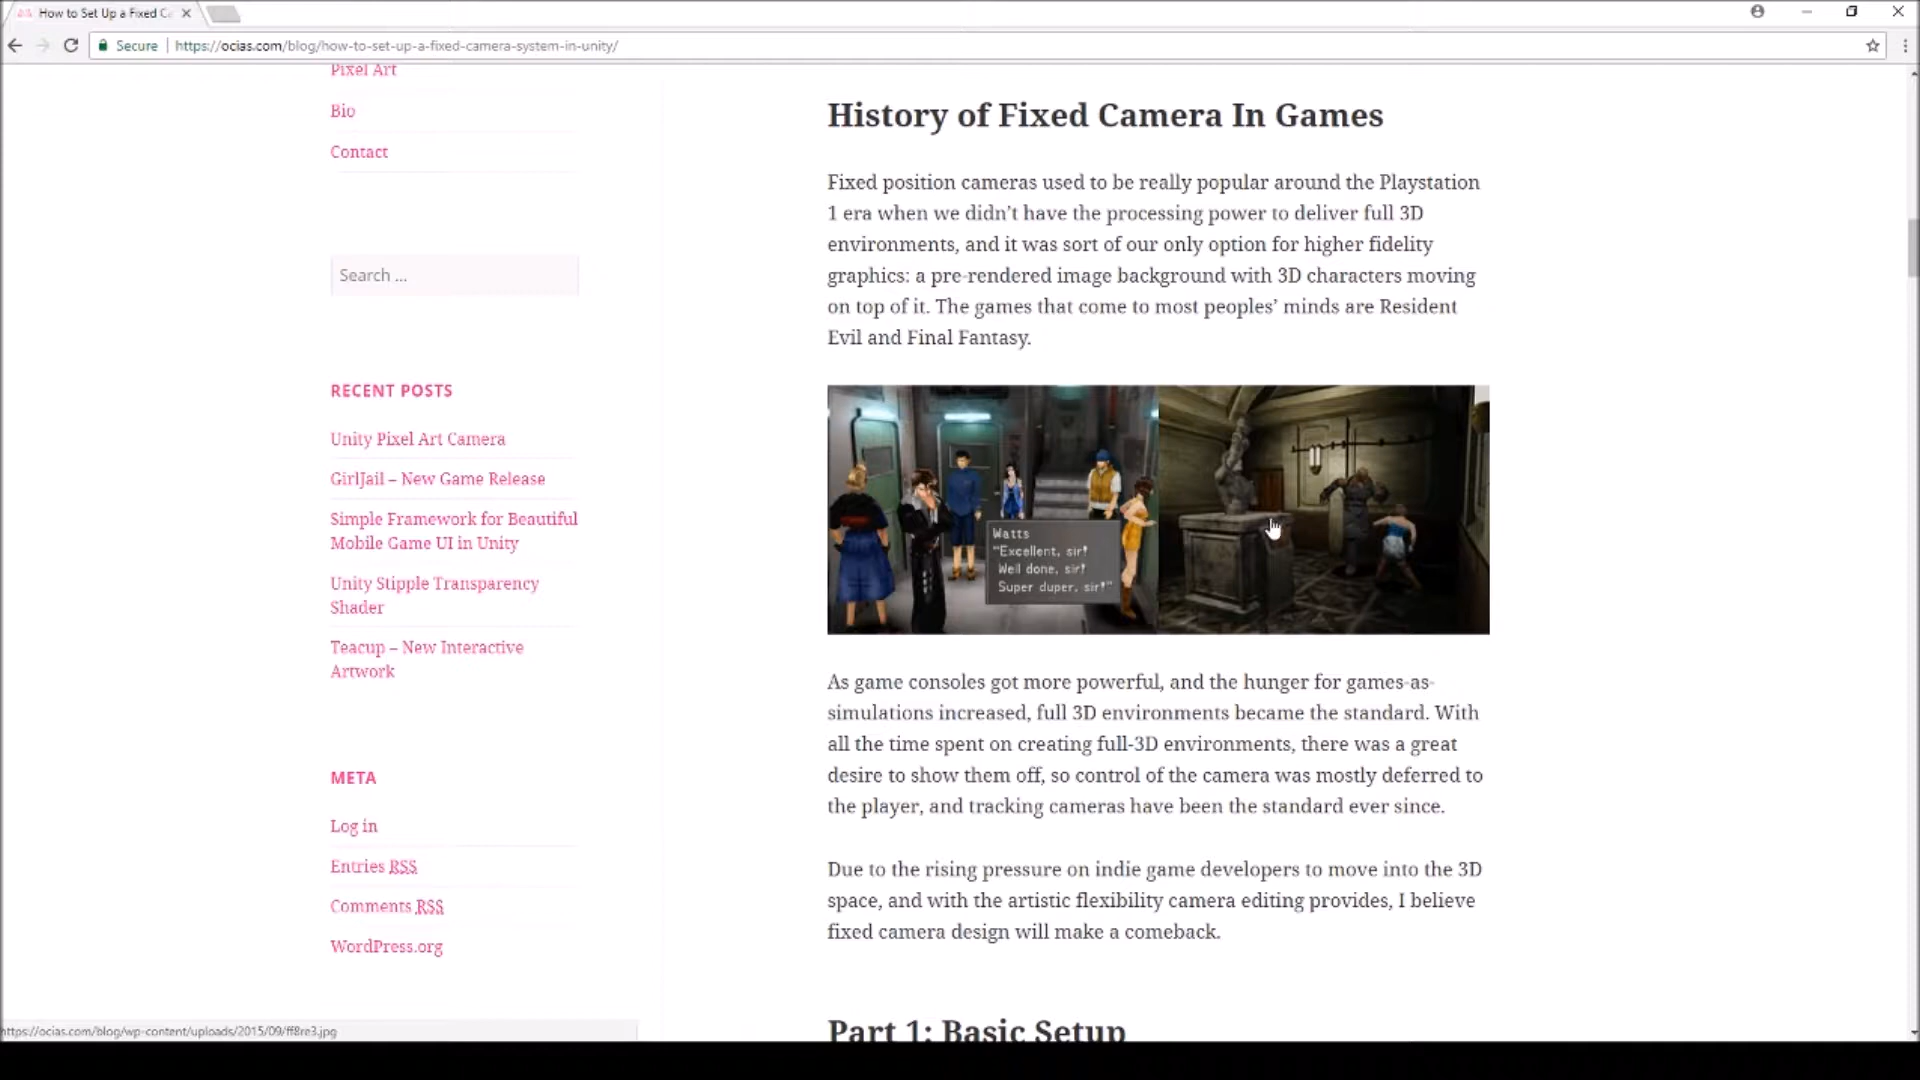 How to Set Up a Fixed Ca
Secure
https://ocias.com/blog/how-to-set-up-a-fixed-camera-system-in-unity/
Pixel Art
Bio
Contact
Search ...
RECENT POSTS
Unity Pixel Art Camera
GirlJail – New Game Release
Simple Framework for Beautiful
Mobile Game UI in Unity
Unity Stipple Transparency
Shader
Teacup – New Interactive
Artwork
META
Log in
Entries RSS
Comments RSS
WordPress.org
History of Fixed Camera In Games
Fixed position cameras used to be really popular around the Playstation
1 era when we didn’t have the processing power to deliver full 3D
environments, and it was sort of our only option for higher fidelity
graphics: a pre-rendered image background with 3D characters moving
on top of it. The games that come to most peoples’ minds are Resident
Evil and Final Fantasy.
Watts
"Excellent, sir!
Well done, sir!
Super duper, sir!"
As game consoles got more powerful, and the hunger for games-as-
simulations increased, full 3D environments became the standard. With
all the time spent on creating full-3D environments, there was a great
desire to show them off, so control of the camera was mostly deferred to
the player, and tracking cameras have been the standard ever since.
Due to the rising pressure on indie game developers to move into the 3D
space, and with the artistic flexibility camera editing provides, I believe
fixed camera design will make a comeback.
Part 1: Basic Setup
https://ocias.com/blog/wp-content/uploads/2015/09/ff8re3.jpg